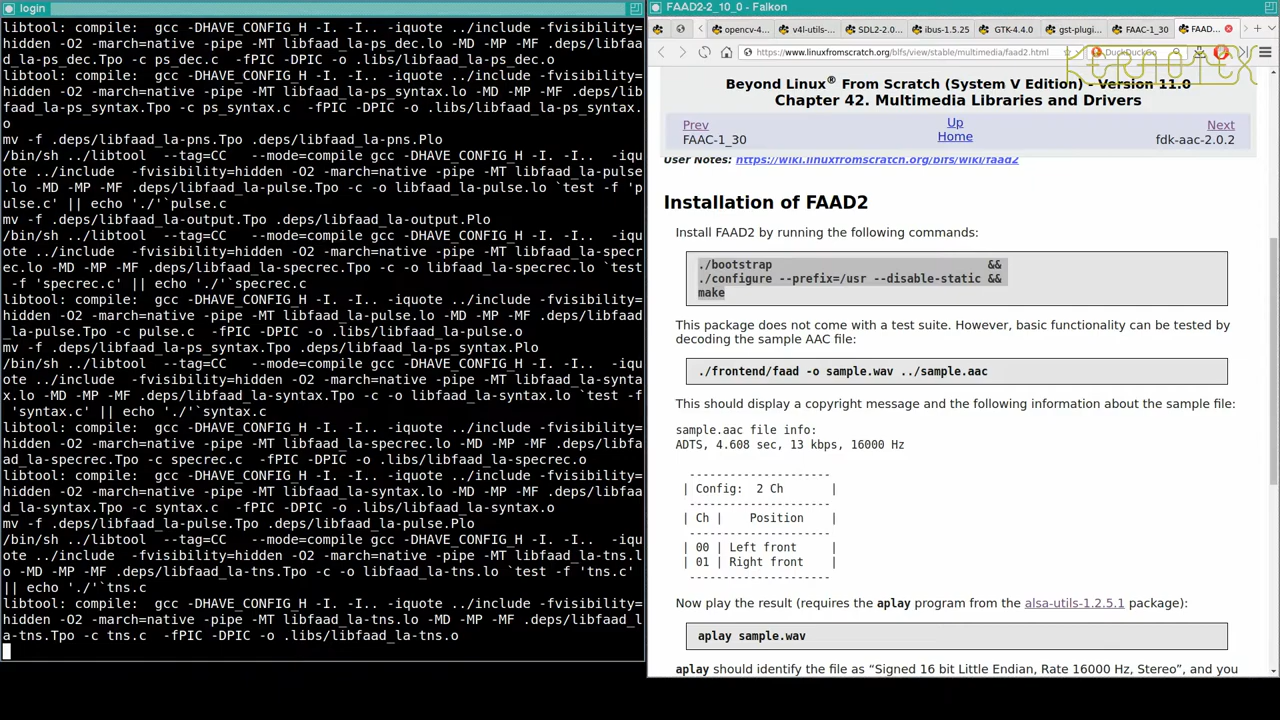 login
libtool: compile:  gcc -DHAVE_CONFIG_H -I. -I.. -iquote ../include -fvisibility=
hidden -O2 -march=native -pipe -MT libfaad_la-ps_dec.lo -MD -MP -MF .deps/libfaa
d_la-ps_dec.Tpo -c ps_dec.c  -fPIC -DPIC -o .libs/libfaad_la-ps_dec.o
libtool: compile:  gcc -DHAVE_CONFIG_H -I. -I.. -iquote ../include -fvisibility=
hidden -O2 -march=native -pipe -MT libfaad_la-ps_syntax.lo -MD -MP -MF .deps/lib
faad_la-ps_syntax.Tpo -c ps_syntax.c  -fPIC -DPIC -o .libs/libfaad_la-ps_syntax.
o
mv -f .deps/libfaad_la-pns.Tpo .deps/libfaad_la-pns.Plo
/bin/sh ../libtool  --tag=CC   --mode=compile gcc -DHAVE_CONFIG_H -I. -I..  -iqu
ote ../include  -fvisibility=hidden -O2 -march=native -pipe -MT libfaad_la-pulse
.lo -MD -MP -MF .deps/libfaad_la-pulse.Tpo -c -o libfaad_la-pulse.lo `test -f 'p
ulse.c' || echo './'`pulse.c
mv -f .deps/libfaad_la-output.Tpo .deps/libfaad_la-output.Plo
/bin/sh ../libtool  --tag=CC   --mode=compile gcc -DHAVE_CONFIG_H -I. -I..  -iqu
ote ../include  -fvisibility=hidden -O2 -march=native -pipe -MT libfaad_la-specr
ec.lo -MD -MP -MF .deps/libfaad_la-specrec.Tpo -c -o libfaad_la-specrec.lo `test
 -f 'specrec.c' || echo './'`specrec.c
libtool: compile:  gcc -DHAVE_CONFIG_H -I. -I.. -iquote ../include -fvisibility=
hidden -O2 -march=native -pipe -MT libfaad_la-pulse.lo -MD -MP -MF .deps/libfaad
_la-pulse.Tpo -c pulse.c  -fPIC -DPIC -o .libs/libfaad_la-pulse.o
mv -f .deps/libfaad_la-ps_syntax.Tpo .deps/libfaad_la-ps_syntax.Plo
/bin/sh ../libtool  --tag=CC   --mode=compile gcc -DHAVE_CONFIG_H -I. -I..  -iqu
ote ../include  -fvisibility=hidden -O2 -march=native -pipe -MT libfaad_la-synta
x.lo -MD -MP -MF .deps/libfaad_la-syntax.Tpo -c -o libfaad_la-syntax.lo `test -f
 'syntax.c' || echo './'`syntax.c
libtool: compile:  gcc -DHAVE_CONFIG_H -I. -I.. -iquote ../include -fvisibility=
hidden -O2 -march=native -pipe -MT libfaad_la-specrec.lo -MD -MP -MF .deps/libfa
ad_la-specrec.Tpo -c specrec.c  -fPIC -DPIC -o .libs/libfaad_la-specrec.o
libtool: compile:  gcc -DHAVE_CONFIG_H -I. -I.. -iquote ../include -fvisibility=
hidden -O2 -march=native -pipe -MT libfaad_la-syntax.lo -MD -MP -MF .deps/libfaa
d_la-syntax.Tpo -c syntax.c  -fPIC -DPIC -o .libs/libfaad_la-syntax.o
mv -f .deps/libfaad_la-pulse.Tpo .deps/libfaad_la-pulse.Plo
/bin/sh ../libtool  --tag=CC   --mode=compile gcc -DHAVE_CONFIG_H -I. -I..  -iqu
ote ../include  -fvisibility=hidden -O2 -march=native -pipe -MT libfaad_la-tns.l
o -MD -MP -MF .deps/libfaad_la-tns.Tpo -c -o libfaad_la-tns.lo `test -f 'tns.c'
|| echo './'`tns.c
libtool: compile:  gcc -DHAVE_CONFIG_H -I. -I.. -iquote ../include -fvisibility=
hidden -O2 -march=native -pipe -MT libfaad_la-tns.lo -MD -MP -MF .deps/libfaad_l
a-tns.Tpo -c tns.c  -fPIC -DPIC -o .libs/libfaad_la-tns.o
FAAD2-2_10_0 - Falkon
opencv-4... v4l-utils-... SDL2-2.0... ibus-1.5.25 GTK-4.4.0 gst-plugi... FAAC-1_30 FAAD...
https://www.linuxfromscratch.org/blfs/view/stable/multimedia/faad2.html DuckDuckGo
KERNOTEX
Beyond Linux® From Scratch (System V Edition) - Version 11.0
Chapter 42. Multimedia Libraries and Drivers
Prev Up Next
FAAC-1_30 Home fdk-aac-2.0.2
User Notes: https://wiki.linuxfromscratch.org/blfs/wiki/faad2
Installation of FAAD2
Install FAAD2 by running the following commands:
./bootstrap &&
./configure --prefix=/usr --disable-static &&
make
This package does not come with a test suite. However, basic functionality can be tested by
decoding the sample AAC file:
./frontend/faad -o sample.wav ../sample.aac
This should display a copyright message and the following information about the sample file:
sample.aac file info:
ADTS, 4.608 sec, 13 kbps, 16000 Hz
---------------------
| Config:  2 Ch       |
---------------------
| Ch |    Position    |
---------------------
| 00 | Left front     |
| 01 | Right front    |
---------------------
Now play the result (requires the aplay program from the alsa-utils-1.2.5.1 package):
aplay sample.wav
aplay should identify the file as “Signed 16 bit Little Endian, Rate 16000 Hz, Stereo”, and you